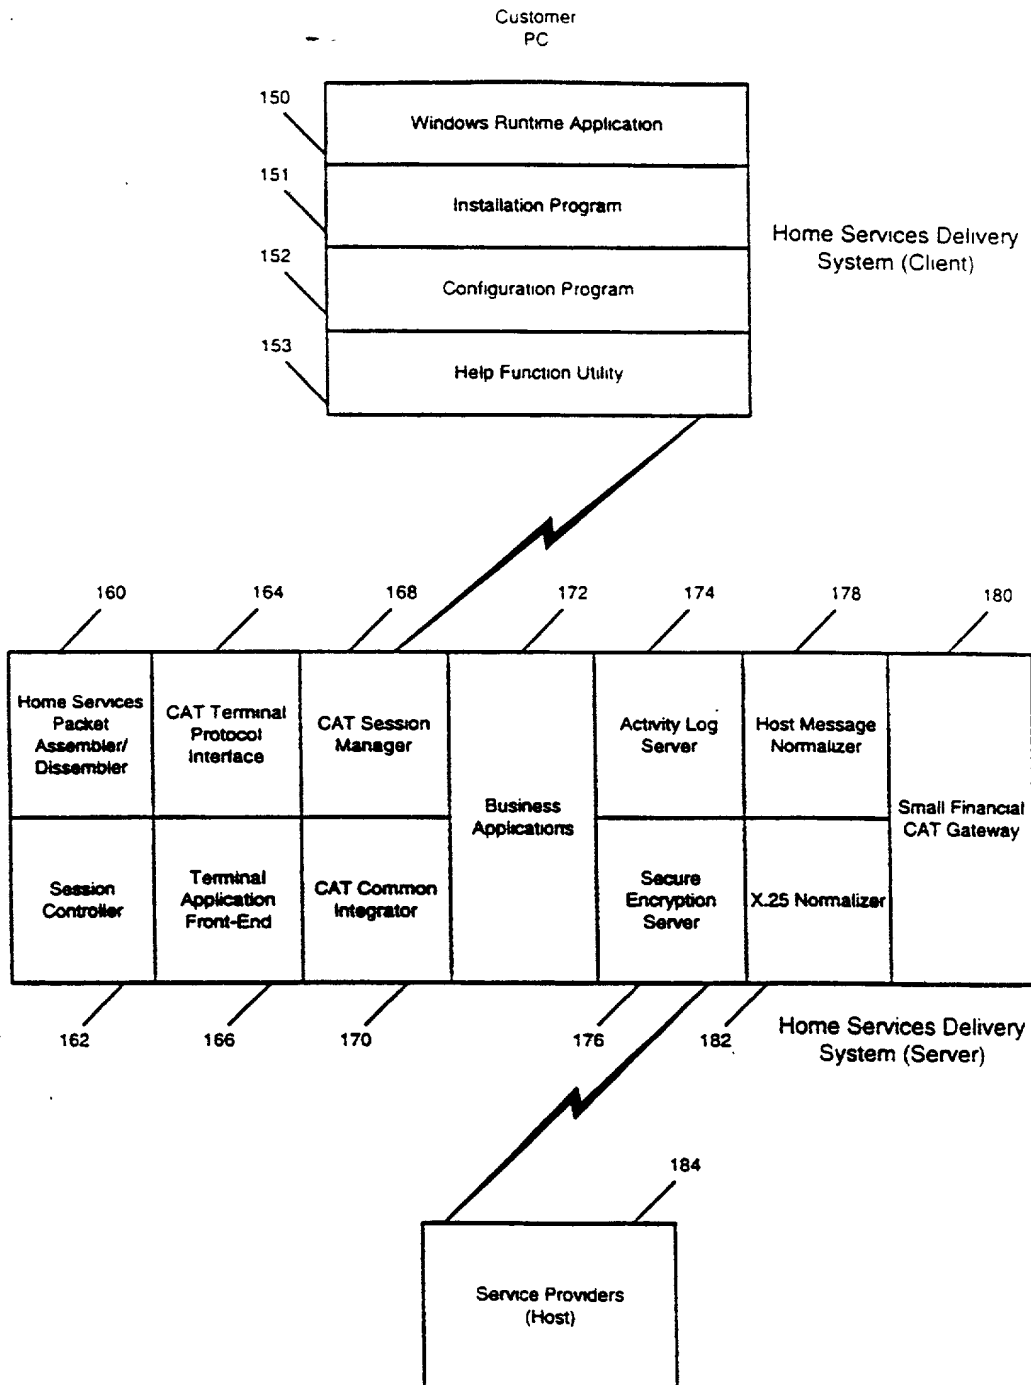 Customer
PC
150
Windows Runtime Application
151
Installation Program
Home Services Delivery
System (Client)
152
Configuration Program
153
Help Function Utility
160
164
168
172
174
178
180
Home Services
Packet
Assembler/
Dissembler
CAT Terminal
Protocol
Interface
CAT Session
Manager
Business
Applications
Activity Log
Server
Host Message
Normalizer
Small Financial
CAT Gateway
Session
Controller
Terminal
Application
Front-End
CAT Common
Integrator
Secure
Encryption
Server
X.25 Normalizer
162
166
170
176
182
Home Services Delivery
System (Server)
184
Service Providers
(Host)